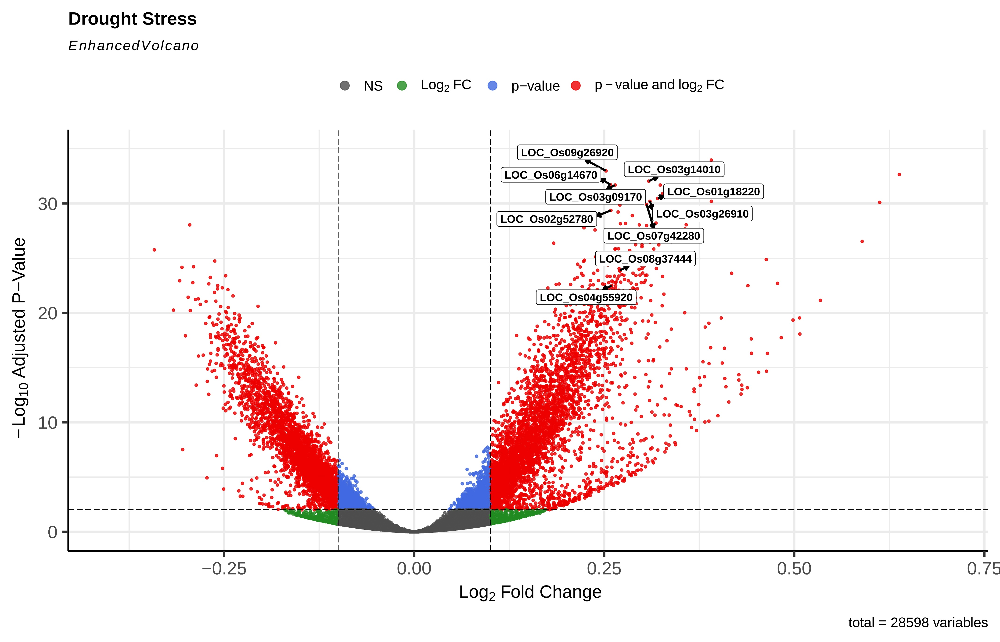 Drought Stress
EnhancedVolcano
NS Log₂ FC p−value p − value and log₂ FC
LOC_Os09g26920
LOC_Os03g14010
LOC_Os06g14670
LOC_Os01g18220
LOC_Os03g09170
LOC_Os03g26910
LOC_Os02g52780
LOC_Os07g42280
LOC_Os08g37444
LOC_Os04g55920
−Log₁₀ Adjusted P−Value
30
20
10
0
−0.25 0.00 0.25 0.50 0.75
Log₂ Fold Change
total = 28598 variables